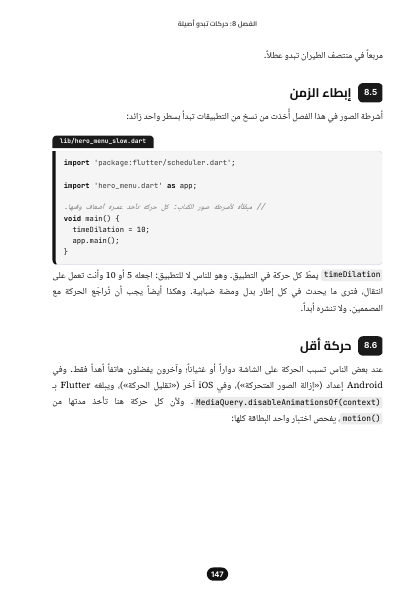 الفصل 8: حركات تبدو أصيلة
مربعاً في منتصف الطيران تبدو عطلاً.
8.5 إبطاء الزمن
أشرطة الصور في هذا الفصل أُخذت من نسخ من التطبيقات تبدأ بسطر واحد زائد:
lib/hero_menu_slow.dart
import 'package:flutter/scheduler.dart';
import 'hero_menu.dart' as app;
// مبطّأة لأشرطة صور الكتاب: كل حركة تأخذ عشرة أضعاف وقتها.
void main() {
  timeDilation = 10;
  app.main();
}
timeDilation يمطّ كل حركة في التطبيق. وهو للناس لا للتطبيق: اجعله 5 أو 10 وأنت تعمل على
انتقال، فترى ما يحدث في كل إطار بدل ومضة ضبابية. وهكذا أيضاً يجب أن تُراجَع الحركة مع
المصممين. ولا تنشره أبداً.
8.6 حركة أقل
عند بعض الناس تسبب الحركة على الشاشة دواراً أو غثياناً؛ وآخرون يفضلون هاتفاً أهدأ فقط. وفي
Android إعداد («إزالة الصور المتحركة»)، وفي iOS آخر («تقليل الحركة»)، ويبلغه Flutter بـ
MediaQuery.disableAnimationsOf(context). ولأن كل حركة هنا تأخذ مدتها من
motion()، يفحص اختبار واحد البطاقة كلها:
147